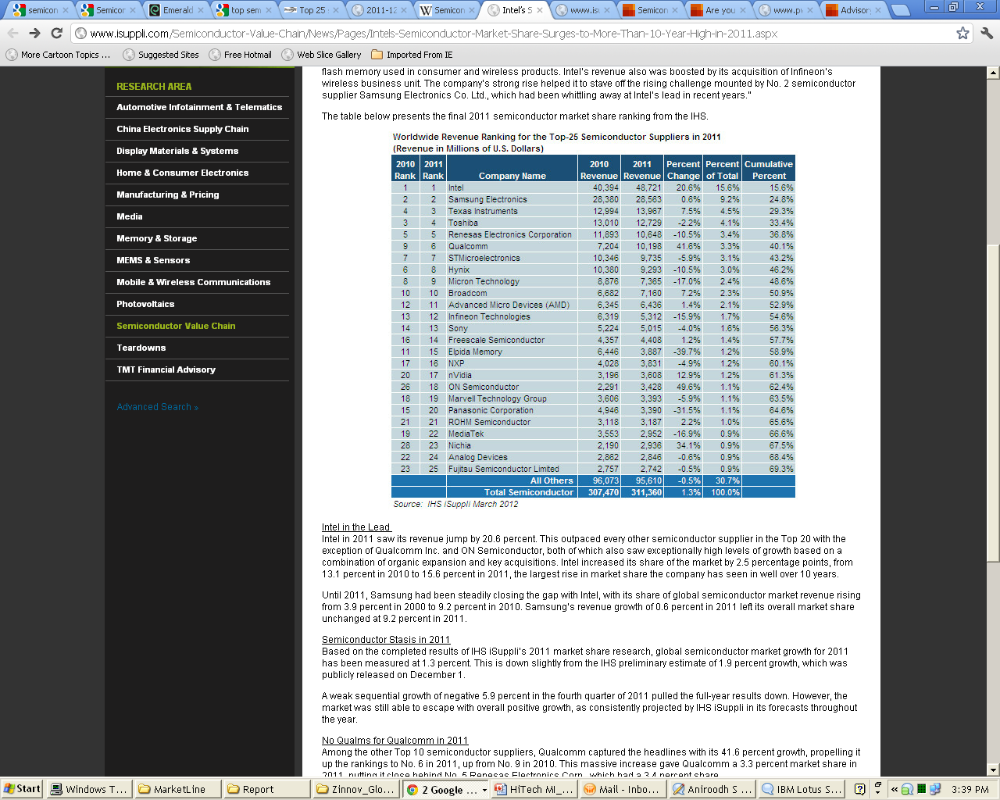 semicon
Semicor
Emerald
top sem
Top 25
2011-12
Semicon
Intel's S
www.isu
Semicon
Are you
www.pw
Advisor
www.isuppli.com/Semiconductor-Value-Chain/News/Pages/Intels-Semiconductor-Market-Share-Surges-to-More-Than-10-Year-High-in-2011.aspx
More Cartoon Topics ... Suggested Sites Free Hotmail Web Slice Gallery Imported From IE
RESEARCH AREA
Automotive Infotainment & Telematics
China Electronics Supply Chain
Display Materials & Systems
Home & Consumer Electronics
Manufacturing & Pricing
Media
Memory & Storage
MEMS & Sensors
Mobile & Wireless Communications
Photovoltaics
Semiconductor Value Chain
Teardowns
TMT Financial Advisory
Advanced Search »
flash memory used in consumer and wireless products. Intel's revenue also was boosted by its acquisition of Infineon's
wireless business unit. The company's strong rise helped it to stave off the rising challenge mounted by No. 2 semiconductor
supplier Samsung Electronics Co. Ltd., which had been whittling away at Intel's lead in recent years."
The table below presents the final 2011 semiconductor market share ranking from the IHS.
Worldwide Revenue Ranking for the Top-25 Semiconductor Suppliers in 2011
(Revenue in Millions of U.S. Dollars)
2010 2011 2010 2011 Percent Percent Cumulative
Rank Rank Company Name Revenue Revenue Change of Total Percent
1 1 Intel 40,394 48,721 20.6% 15.6% 15.6%
2 2 Samsung Electronics 28,380 28,563 0.6% 9.2% 24.8%
4 3 Texas Instruments 12,994 13,967 7.5% 4.5% 29.3%
3 4 Toshiba 13,010 12,729 -2.2% 4.1% 33.4%
5 5 Renesas Electronics Corporation 11,893 10,648 -10.5% 3.4% 36.8%
9 6 Qualcomm 7,204 10,198 41.6% 3.3% 40.1%
7 7 STMicroelectronics 10,346 9,735 -5.9% 3.1% 43.2%
6 8 Hynix 10,380 9,293 -10.5% 3.0% 46.2%
8 9 Micron Technology 8,876 7,365 -17.0% 2.4% 48.6%
10 10 Broadcom 6,682 7,160 7.2% 2.3% 50.9%
12 11 Advanced Micro Devices (AMD) 6,345 6,436 1.4% 2.1% 52.9%
13 12 Infineon Technologies 6,319 5,312 -15.9% 1.7% 54.6%
14 13 Sony 5,224 5,015 -4.0% 1.6% 56.3%
16 14 Freescale Semiconductor 4,357 4,408 1.2% 1.4% 57.7%
11 15 Elpida Memory 6,446 3,887 -39.7% 1.2% 58.9%
17 16 NXP 4,028 3,831 -4.9% 1.2% 60.1%
20 17 nVidia 3,196 3,608 12.9% 1.2% 61.3%
26 18 ON Semiconductor 2,291 3,428 49.6% 1.1% 62.4%
18 19 Marvell Technology Group 3,606 3,393 -5.9% 1.1% 63.5%
15 20 Panasonic Corporation 4,946 3,390 -31.5% 1.1% 64.6%
21 21 ROHM Semiconductor 3,118 3,187 2.2% 1.0% 65.6%
19 22 MediaTek 3,553 2,952 -16.9% 0.9% 66.6%
28 23 Nichia 2,190 2,936 34.1% 0.9% 67.5%
22 24 Analog Devices 2,862 2,846 -0.6% 0.9% 68.4%
23 25 Fujitsu Semiconductor Limited 2,757 2,742 -0.5% 0.9% 69.3%
All Others 96,073 95,610 -0.5% 30.7%
Total Semiconductor 307,470 311,360 1.3% 100.0%
Source: IHS iSuppli March 2012
Intel in the Lead
Intel in 2011 saw its revenue jump by 20.6 percent. This outpaced every other semiconductor supplier in the Top 20 with the
exception of Qualcomm Inc. and ON Semiconductor, both of which also saw exceptionally high levels of growth based on a
combination of organic expansion and key acquisitions. Intel increased its share of the market by 2.5 percentage points, from
13.1 percent in 2010 to 15.6 percent in 2011, the largest rise in market share the company has seen in well over 10 years.
Until 2011, Samsung had been steadily closing the gap with Intel, with its share of global semiconductor market revenue rising
from 3.9 percent in 2000 to 9.2 percent in 2010. Samsung's revenue growth of 0.6 percent in 2011 left its overall market share
unchanged at 9.2 percent in 2011.
Semiconductor Stasis in 2011
Based on the completed results of IHS iSuppli's 2011 market share research, global semiconductor market growth for 2011
has been measured at 1.3 percent. This is down slightly from the IHS preliminary estimate of 1.9 percent growth, which was
publicly released on December 1.
A weak sequential growth of negative 5.9 percent in the fourth quarter of 2011 pulled the full-year results down. However, the
market was still able to escape with overall positive growth, as consistently projected by IHS iSuppli in its forecasts throughout
the year.
No Qualms for Qualcomm in 2011
Among the other Top 10 semiconductor suppliers, Qualcomm captured the headlines with its 41.6 percent growth, propelling it
up the rankings to No. 6 in 2011, up from No. 9 in 2010. This massive increase gave Qualcomm a 3.3 percent market share in
2011, putting it close behind No. 5 Renesas Electronics Corp., which had a 3.4 percent share.
Start Windows T... MarketLine Report Zinnov_Glo... 2 Google ... HiTech MI_... Mail - Inbo... Aniroodh S ... IBM Lotus S... 3:39 PM